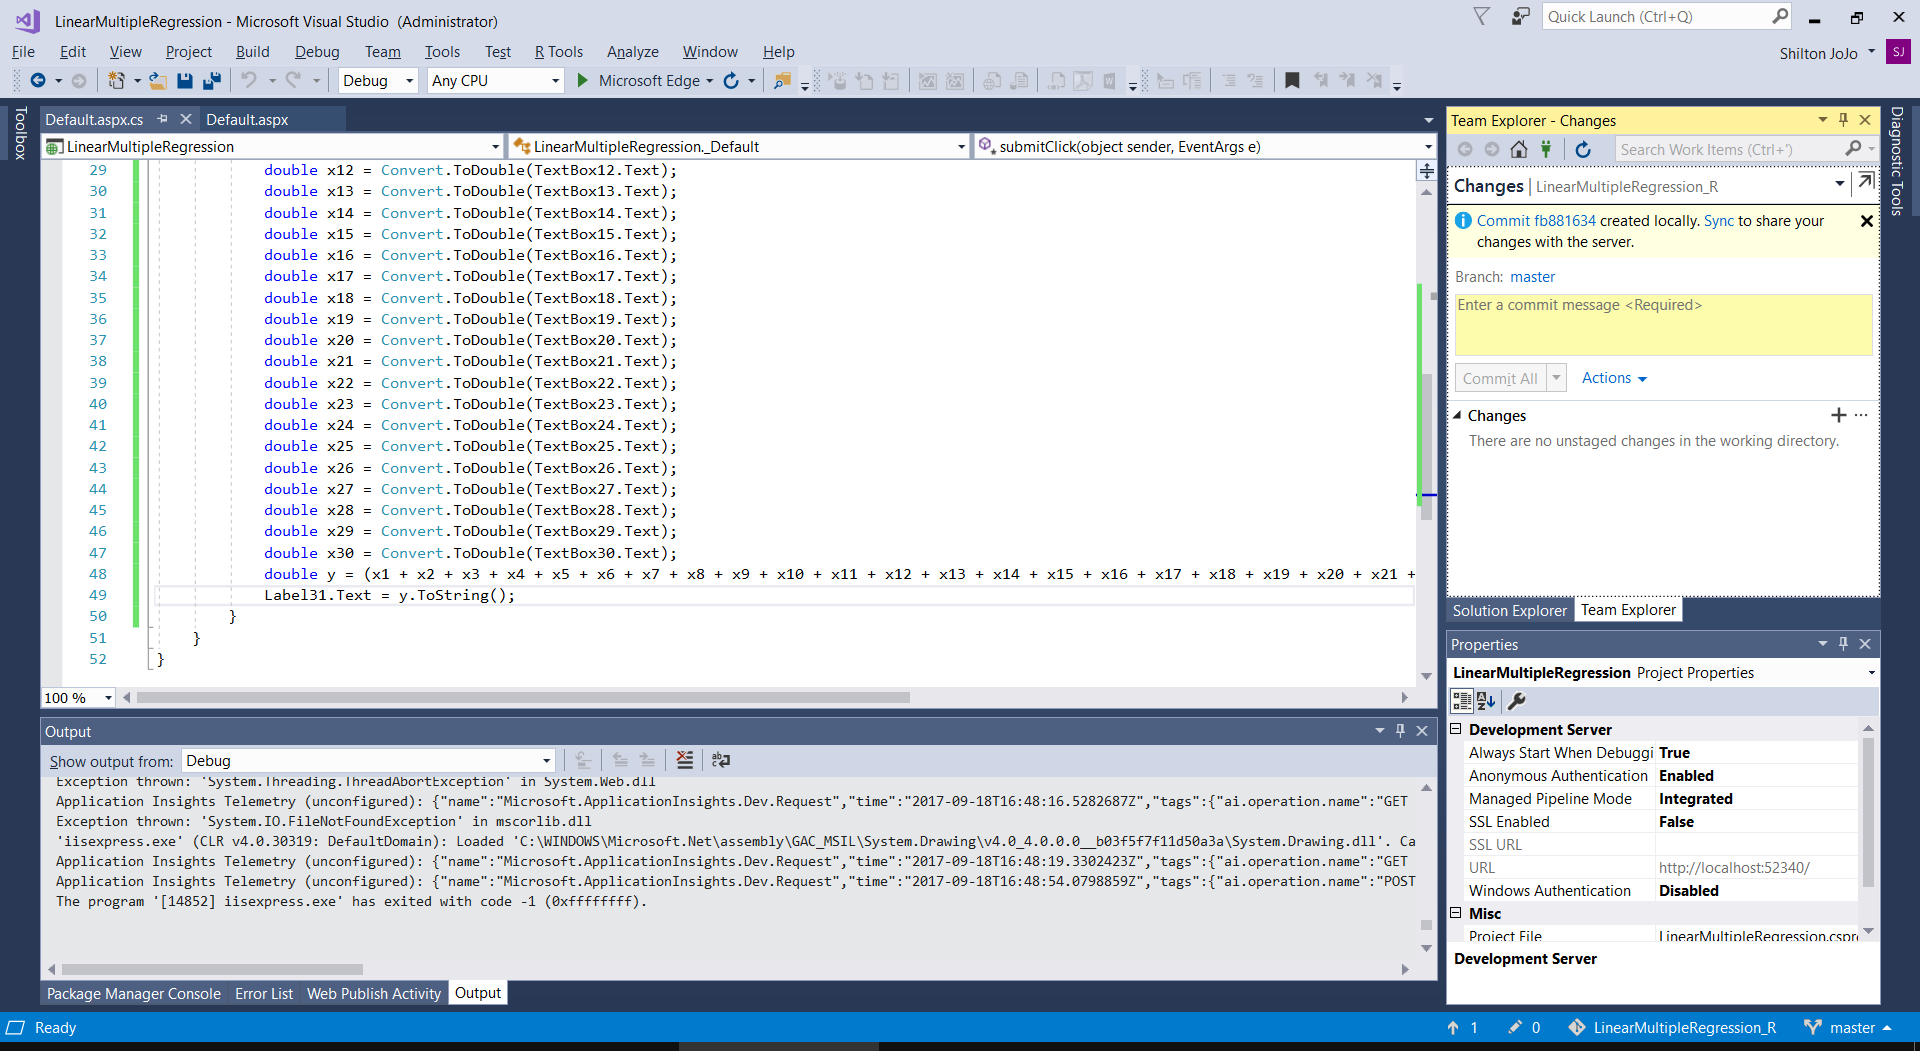 LinearMultipleRegression - Microsoft Visual Studio (Administrator)
Quick Launch (Ctrl+Q)
File Edit View Project Build Debug Team Tools Test R Tools Analyze Window Help
Shilton JoJo SJ
Debug Any CPU Microsoft Edge
Toolbox
Default.aspx.cs Default.aspx
LinearMultipleRegression LinearMultipleRegression._Default submitClick(object sender, EventArgs e)
29 double x12 = Convert.ToDouble(TextBox12.Text);
30 double x13 = Convert.ToDouble(TextBox13.Text);
31 double x14 = Convert.ToDouble(TextBox14.Text);
32 double x15 = Convert.ToDouble(TextBox15.Text);
33 double x16 = Convert.ToDouble(TextBox16.Text);
34 double x17 = Convert.ToDouble(TextBox17.Text);
35 double x18 = Convert.ToDouble(TextBox18.Text);
36 double x19 = Convert.ToDouble(TextBox19.Text);
37 double x20 = Convert.ToDouble(TextBox20.Text);
38 double x21 = Convert.ToDouble(TextBox21.Text);
39 double x22 = Convert.ToDouble(TextBox22.Text);
40 double x23 = Convert.ToDouble(TextBox23.Text);
41 double x24 = Convert.ToDouble(TextBox24.Text);
42 double x25 = Convert.ToDouble(TextBox25.Text);
43 double x26 = Convert.ToDouble(TextBox26.Text);
44 double x27 = Convert.ToDouble(TextBox27.Text);
45 double x28 = Convert.ToDouble(TextBox28.Text);
46 double x29 = Convert.ToDouble(TextBox29.Text);
47 double x30 = Convert.ToDouble(TextBox30.Text);
48 double y = (x1 + x2 + x3 + x4 + x5 + x6 + x7 + x8 + x9 + x10 + x11 + x12 + x13 + x14 + x15 + x16 + x17 + x18 + x19 + x20 + x21 +
49 Label31.Text = y.ToString();
50 }
51 }
52 }
100 %
Output
Show output from: Debug
Exception thrown: 'System.Threading.ThreadAbortException' in System.Web.dll
Application Insights Telemetry (unconfigured): {"name":"Microsoft.ApplicationInsights.Dev.Request","time":"2017-09-18T16:48:16.5282687Z","tags":{"ai.operation.name":"GET
Exception thrown: 'System.IO.FileNotFoundException' in mscorlib.dll
'iisexpress.exe' (CLR v4.0.30319: DefaultDomain): Loaded 'C:\WINDOWS\Microsoft.Net\assembly\GAC_MSIL\System.Drawing\v4.0_4.0.0.0__b03f5f7f11d50a3a\System.Drawing.dll'. Ca
Application Insights Telemetry (unconfigured): {"name":"Microsoft.ApplicationInsights.Dev.Request","time":"2017-09-18T16:48:19.3302423Z","tags":{"ai.operation.name":"GET
Application Insights Telemetry (unconfigured): {"name":"Microsoft.ApplicationInsights.Dev.Request","time":"2017-09-18T16:48:54.0798859Z","tags":{"ai.operation.name":"POST
The program '[14852] iisexpress.exe' has exited with code -1 (0xffffffff).
Package Manager Console Error List Web Publish Activity Output
Team Explorer - Changes
Search Work Items (Ctrl+')
Changes | LinearMultipleRegression_R
Commit fb881634 created locally. Sync to share your
changes with the server.
Branch: master
Enter a commit message <Required>
Commit All Actions
Changes
There are no unstaged changes in the working directory.
Solution Explorer Team Explorer
Properties
LinearMultipleRegression Project Properties
Development Server
Always Start When Debuggi True
Anonymous Authentication Enabled
Managed Pipeline Mode Integrated
SSL Enabled False
SSL URL
URL http://localhost:52340/
Windows Authentication Disabled
Misc
Project File LinearMultipleRegression.cspro
Development Server
Diagnostic Tools
Ready
1 0 LinearMultipleRegression_R master